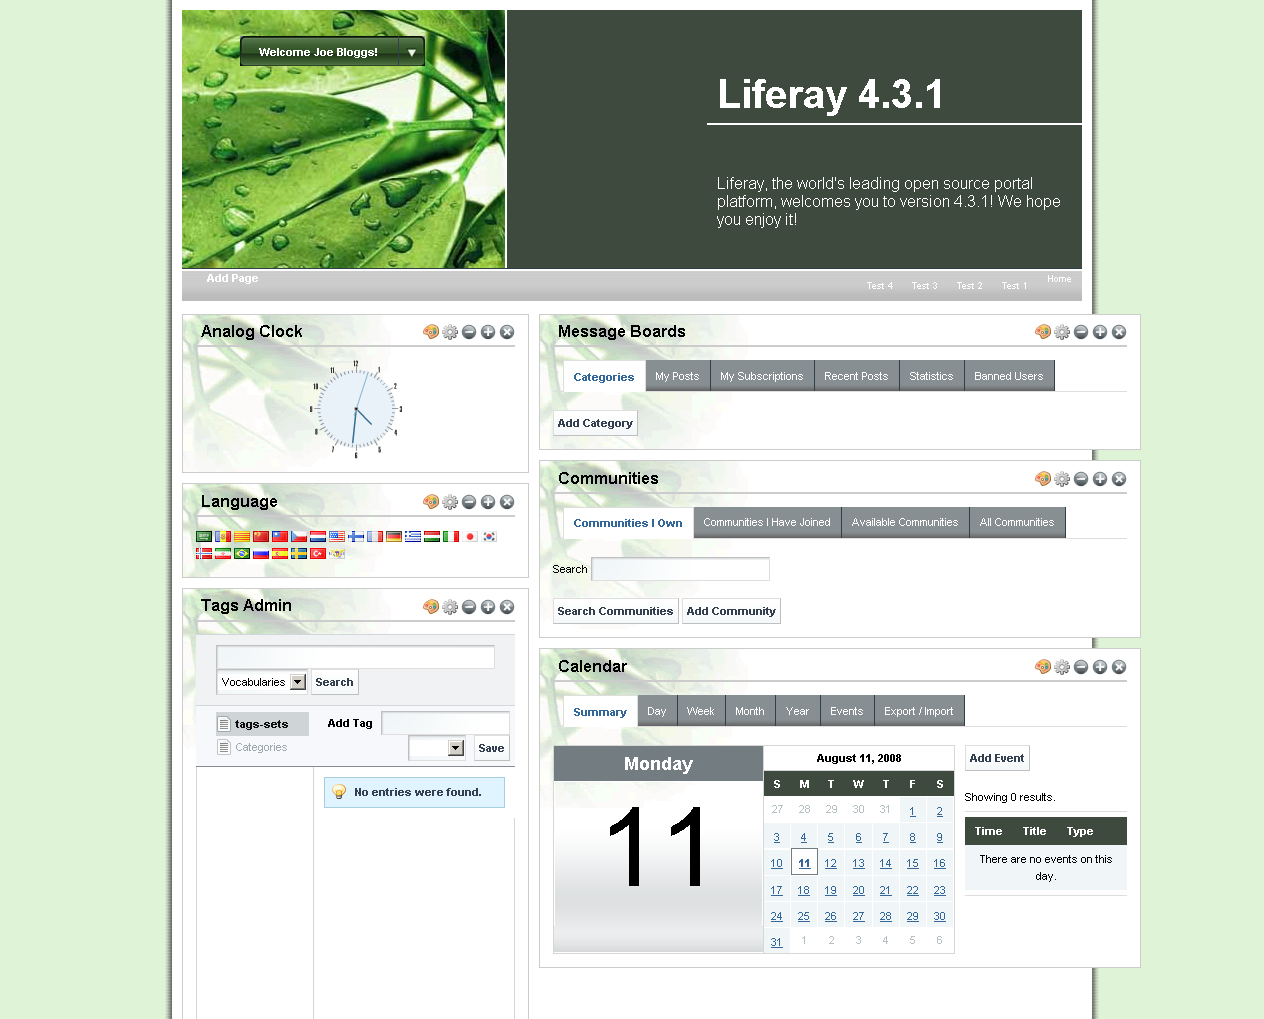 Welcome Joe Bloggs!
Liferay 4.3.1
Liferay, the world's leading open source portal
platform, welcomes you to version 4.3.1! We hope
you enjoy it!
Add Page
Test 4 Test 3 Test 2 Test 1 Home
Analog Clock
12
1
2
3
4
5
6
7
8
9
10
11
Language
Tags Admin
Vocabularies Search
tags-sets Add Tag
Categories Save
No entries were found.
Message Boards
Categories My Posts My Subscriptions Recent Posts Statistics Banned Users
Add Category
Communities
Communities I Own Communities I Have Joined Available Communities All Communities
Search
Search Communities Add Community
Calendar
Summary Day Week Month Year Events Export / Import
Monday
11
August 11, 2008
S M T W T F S
27 28 29 30 31 1 2
3 4 5 6 7 8 9
10 11 12 13 14 15 16
17 18 19 20 21 22 23
24 25 26 27 28 29 30
31 1 2 3 4 5 6
Add Event
Showing 0 results.
Time Title Type
There are no events on this
day.